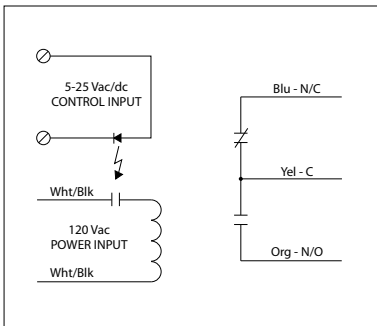 5-25 Vac/dc
CONTROL INPUT
Wht/Blk
120 Vac
POWER INPUT
Wht/Blk
Blu - N/C
Yel - C
Org - N/O